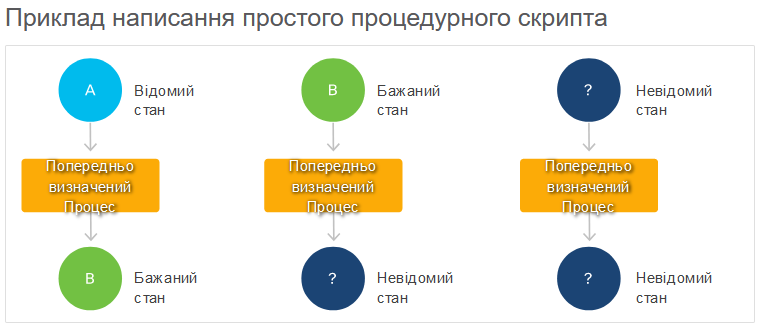 Приклад написання простого процедурного скрипта
A
Відомий
стан
Попередньо
визначений
Процес
B
Бажаний
стан
B
Бажаний
стан
Попередньо
визначений
Процес
?
Невідомий
стан
?
Невідомий
стан
Попередньо
визначений
Процес
?
Невідомий
стан